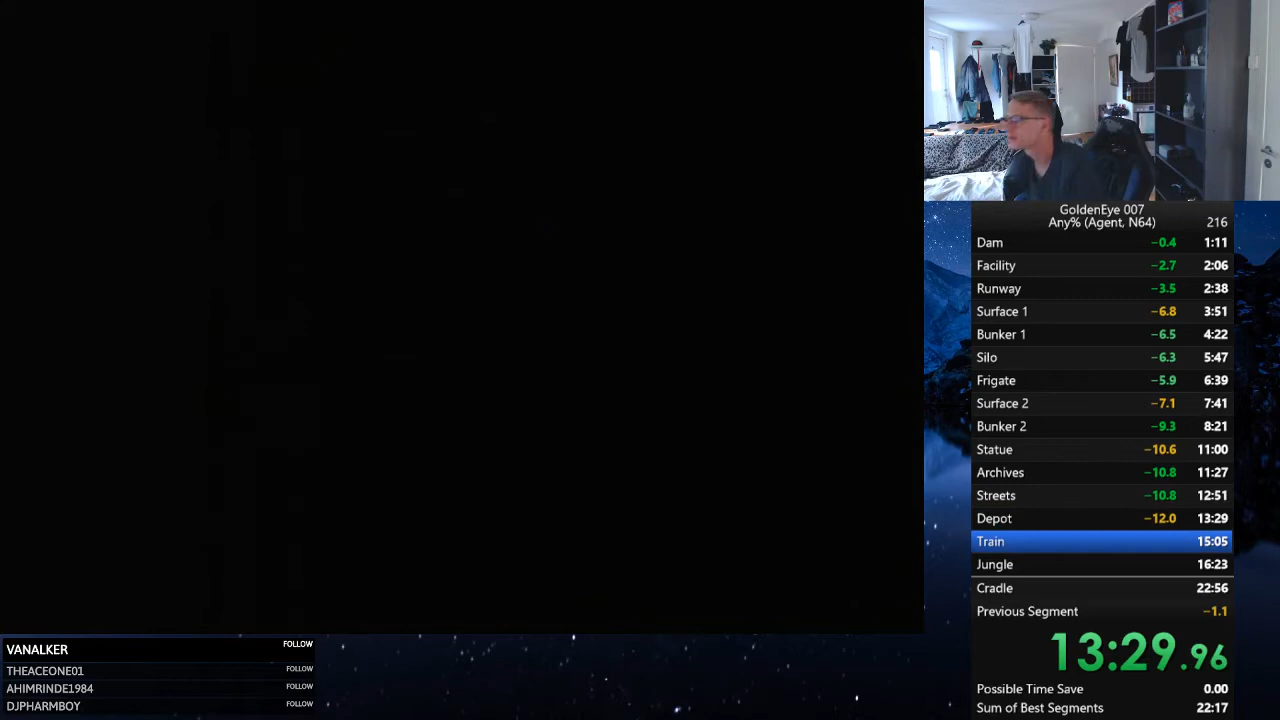 GoldenEye 007
Any% (Agent, N64) 216
Dam −0.4 1:11
Facility −2.7 2:06
Runway −3.5 2:38
Surface 1 −6.8 3:51
Bunker 1 −6.5 4:22
Silo −6.3 5:47
Frigate −5.9 6:39
Surface 2 −7.1 7:41
Bunker 2 −9.3 8:21
Statue −10.6 11:00
Archives −10.8 11:27
Streets −10.8 12:51
Depot −12.0 13:29
Train 15:05
Jungle 16:23
Cradle 22:56
Previous Segment −1.1
13:29.96
Possible Time Save 0.00
Sum of Best Segments 22:17
VANALKER FOLLOW
THEACEONE01 FOLLOW
AHIMRINDE1984 FOLLOW
DJPHARMBOY FOLLOW